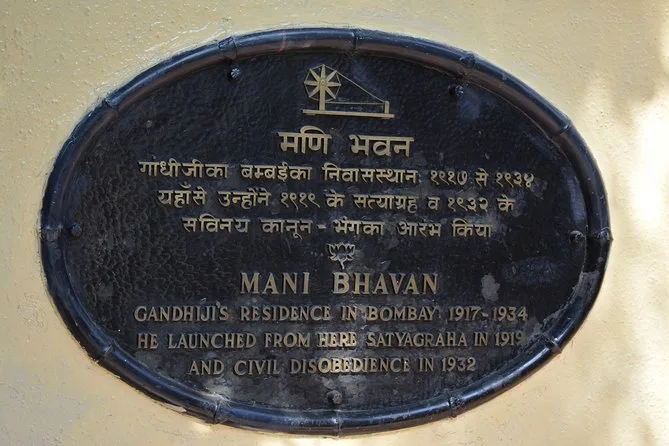 मणि भवन
गांधीजीका बम्बईका निवासस्थान: १९१७ से १९३४
यहाँसे उन्होंने १९१९ के सत्याग्रह व १९३२ के
सविनय कानून - भंगका आरंभ किया
MANI BHAVAN
GANDHIJI'S RESIDENCE IN BOMBAY: 1917-1934
HE LAUNCHED FROM HERE SATYAGRAHA IN 1919
AND CIVIL DISOBEDIENCE IN 1932